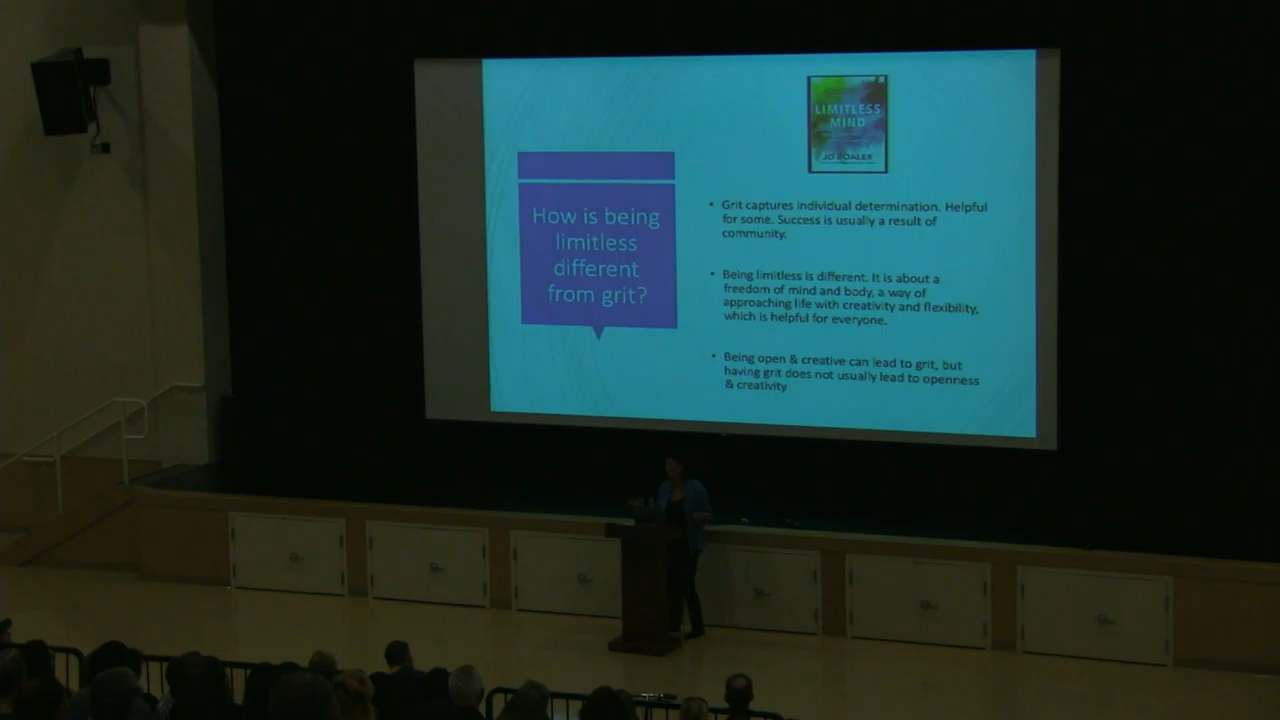 LIMITLESS
MIND
JO BOALER
How is being
limitless
different
from grit?
• Grit captures individual determination. Helpful
for some. Success is usually a result of
community.
• Being limitless is different. It is about a
freedom of mind and body, a way of
approaching life with creativity and flexibility,
which is helpful for everyone.
• Being open & creative can lead to grit, but
having grit does not usually lead to openness
& creativity